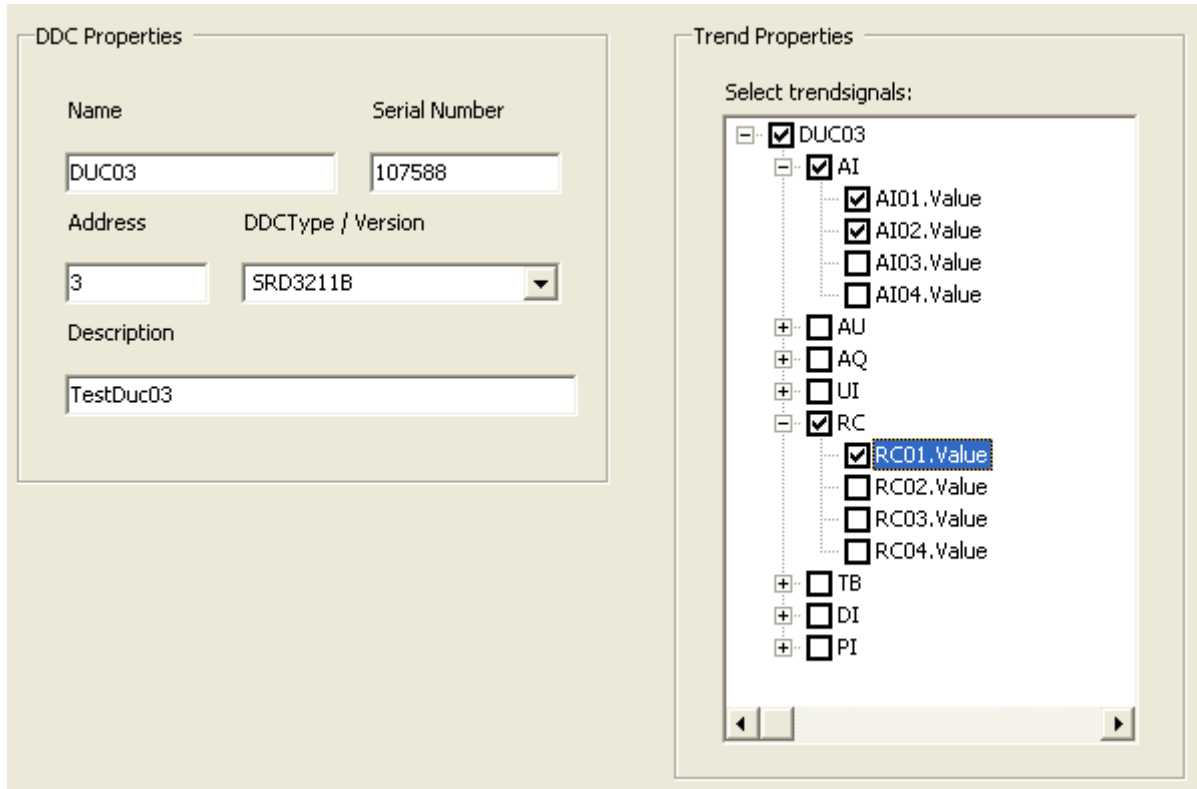 DDC Properties
Name
Serial Number
DUC03
107588
Address
DDCType / Version
3
SRD3211B
Description
TestDuc03
Trend Properties
Select trendsignals:
DUC03
AI
AI01.Value
AI02.Value
AI03.Value
AI04.Value
AU
AQ
UI
RC
RC01.Value
RC02.Value
RC03.Value
RC04.Value
TB
DI
PI